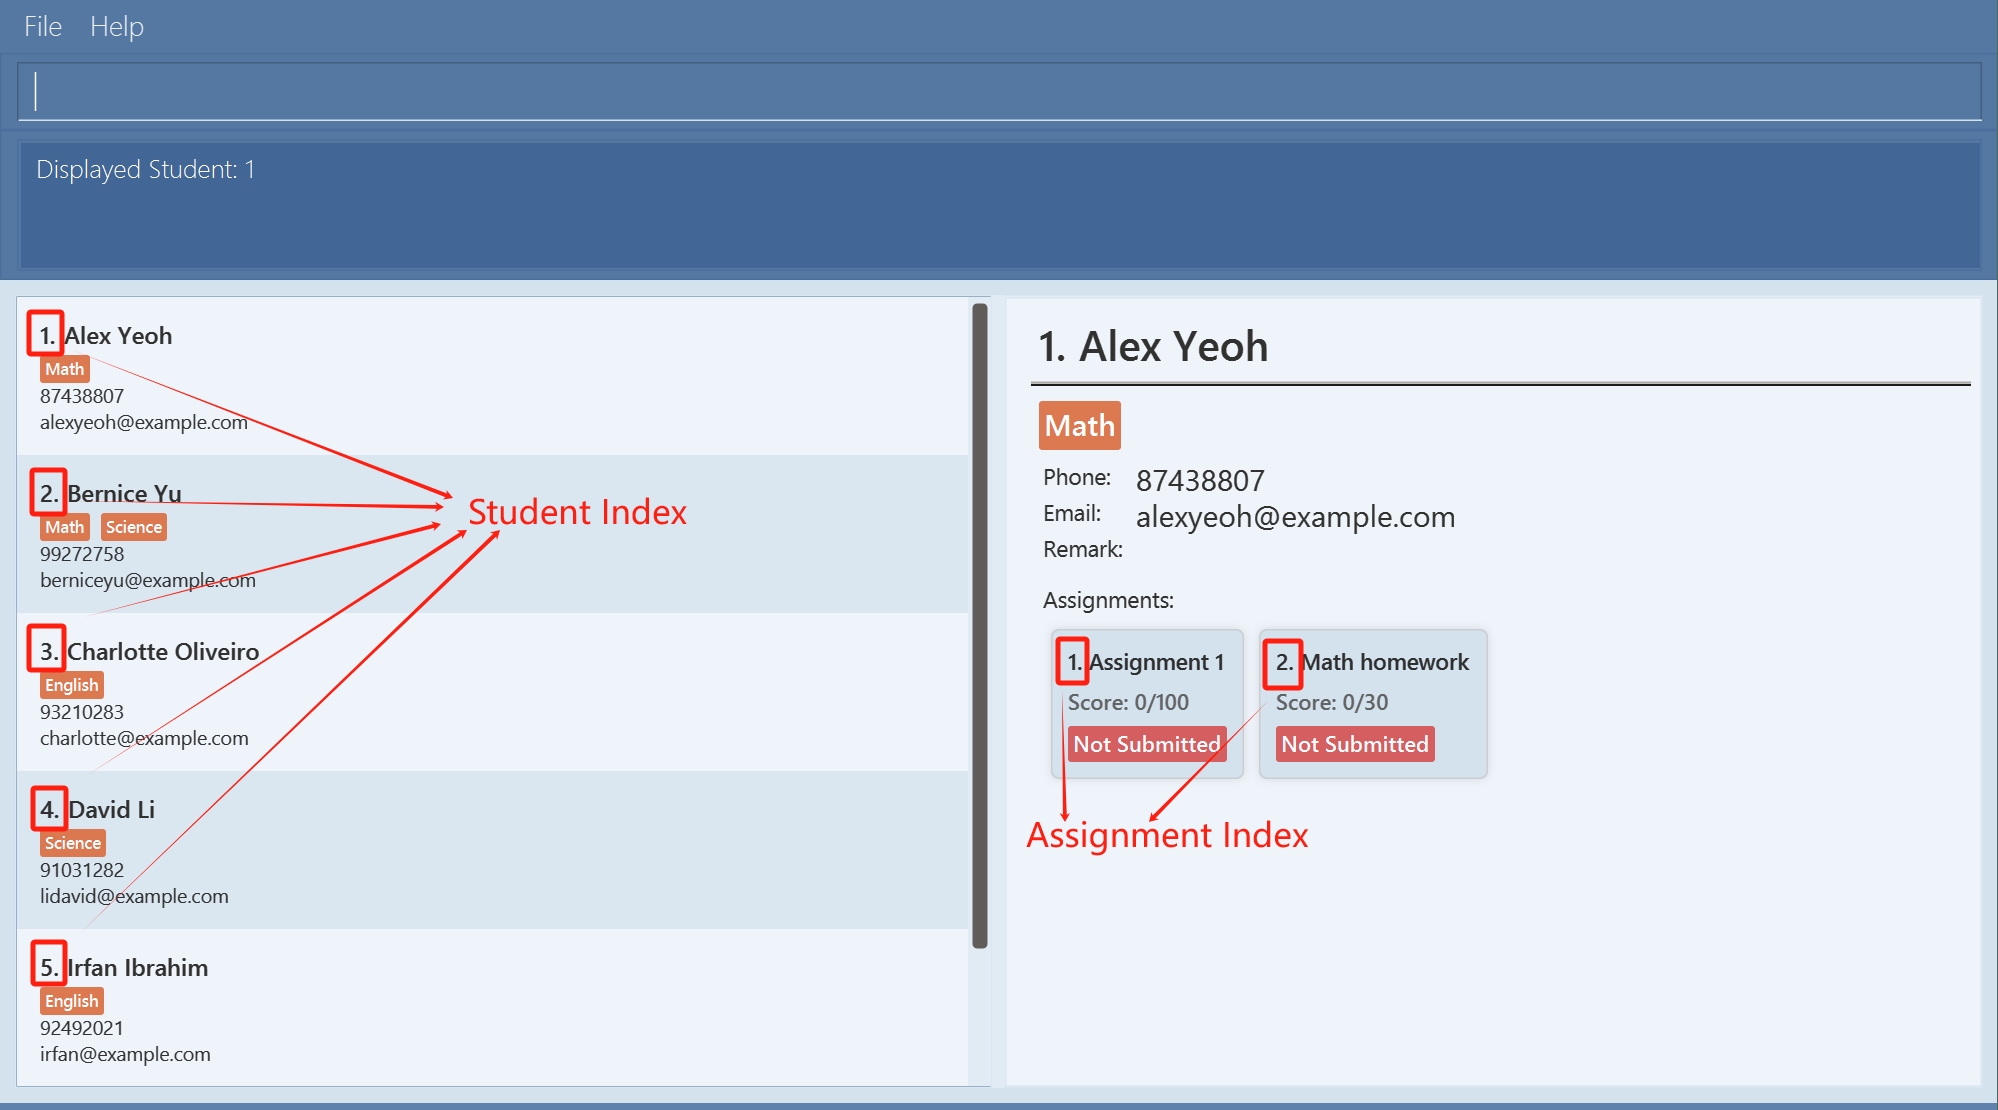 File Help
Displayed Student: 1
1. Alex Yeoh
Math
87438807
alexyeoh@example.com
2. Bernice Yu
Math Science
99272758
berniceyu@example.com
3. Charlotte Oliveiro
English
93210283
charlotte@example.com
4. David Li
Science
91031282
lidavid@example.com
5. Irfan Ibrahim
English
92492021
irfan@example.com
Student Index
1. Alex Yeoh
Math
Phone: 87438807
Email: alexyeoh@example.com
Remark:
Assignments:
1. Assignment 1
Score: 0/100
Not Submitted
2. Math homework
Score: 0/30
Not Submitted
Assignment Index